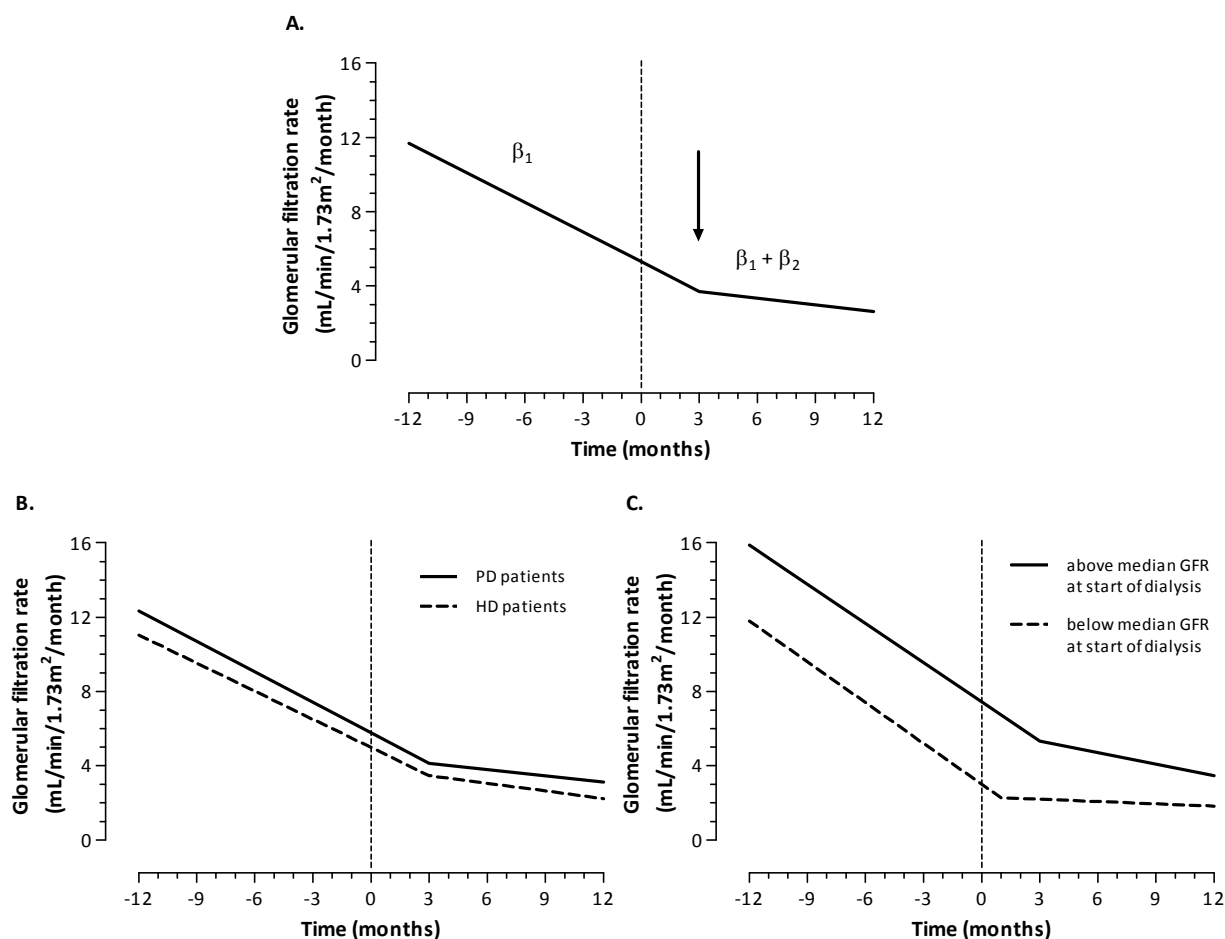 A.
Glomerular filtration rate
(mL/min/1.73m²/month)
16
12
8
4
0
β₁
β₁ + β₂
-12 -9 -6 -3 0 3 6 9 12
Time (months)
B.
Glomerular filtration rate
(mL/min/1.73m²/month)
16
12
8
4
0
PD patients
HD patients
-12 -9 -6 -3 0 3 6 9 12
Time (months)
C.
Glomerular filtration rate
(mL/min/1.73m²/month)
16
12
8
4
0
above median GFR
at start of dialysis
below median GFR
at start of dialysis
-12 -9 -6 -3 0 3 6 9 12
Time (months)